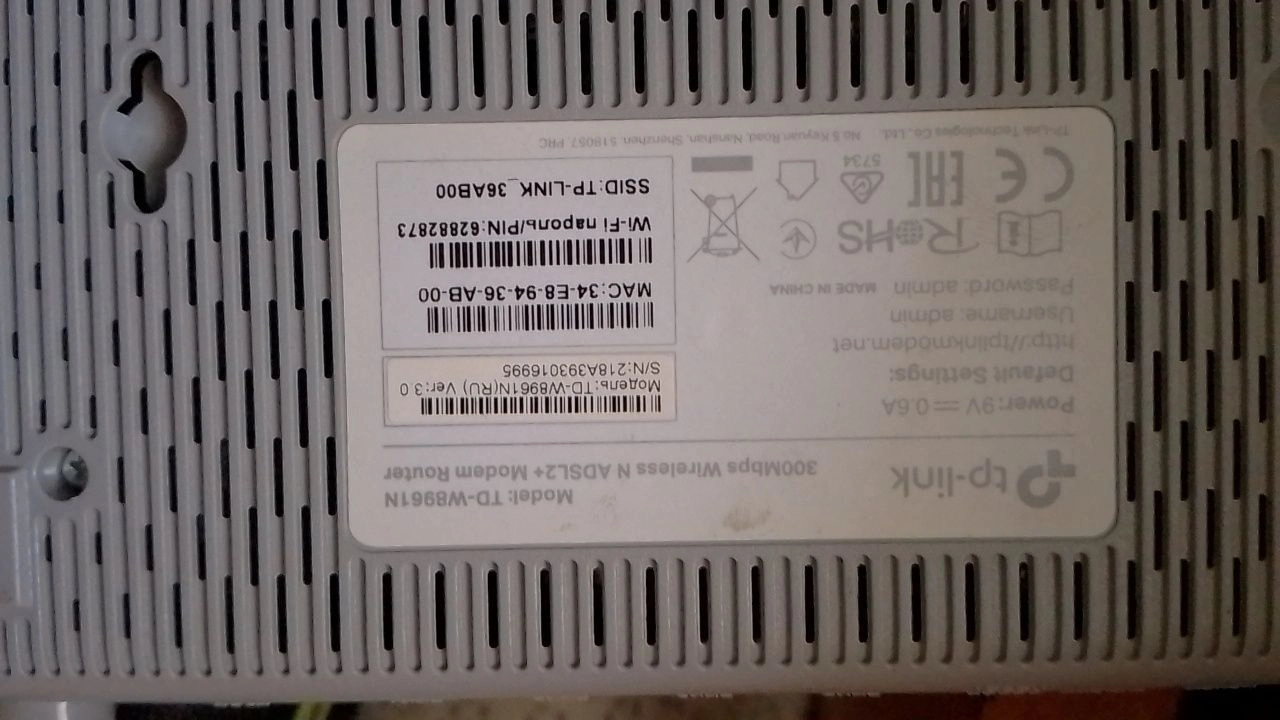 tp-link
Model: TD-W8961N
300Mbps Wireless N ADSL2+ Modem Router
Power: 9V ⎓ 0.6A
Default Settings:
http://tplinkmodem.net
Username: admin
Password: admin
MADE IN CHINA
Модель:TD-W8961N(RU) Ver:3.0
S/N:218A393016995
MAC:34-E8-94-36-AB-00
Wi-Fi пароль/PIN:62882873
SSID:TP-LINK_36AB00
RoHS
CE
EAC
5734
TP-Link Technologies Co., Ltd. No 5 Keyuan Road, Nanshan, Shenzhen, 518057 PRC